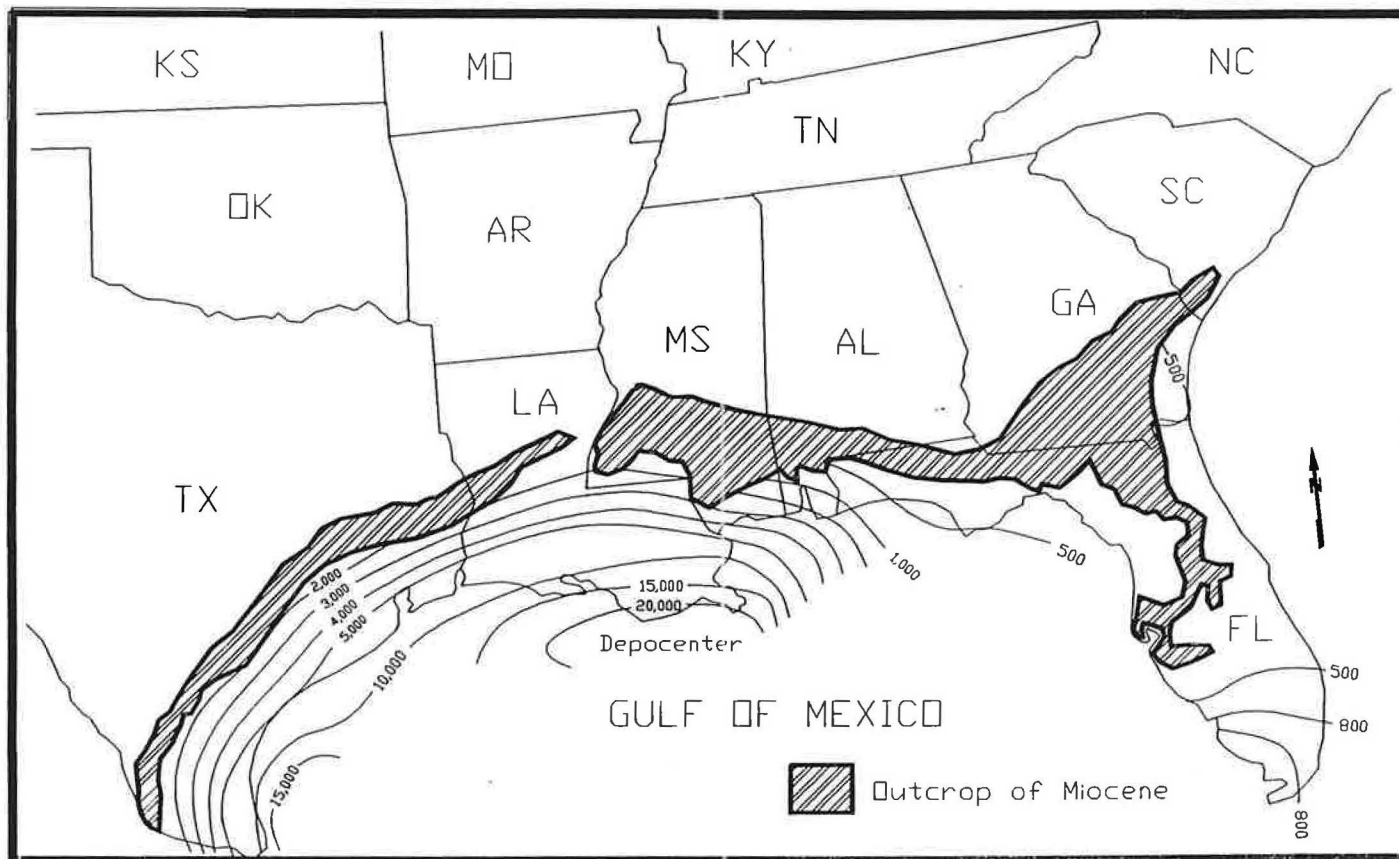 KS
MO
KY
NC
TN
OK
AR
SC
MS
AL
GA
LA
500
TX
2,000
3,000
4,000
5,000
10,000
15,000
15,000
20,000
Depocenter
1,000
500
FL
500
800
800
GULF OF MEXICO
Outcrop of Miocene
N